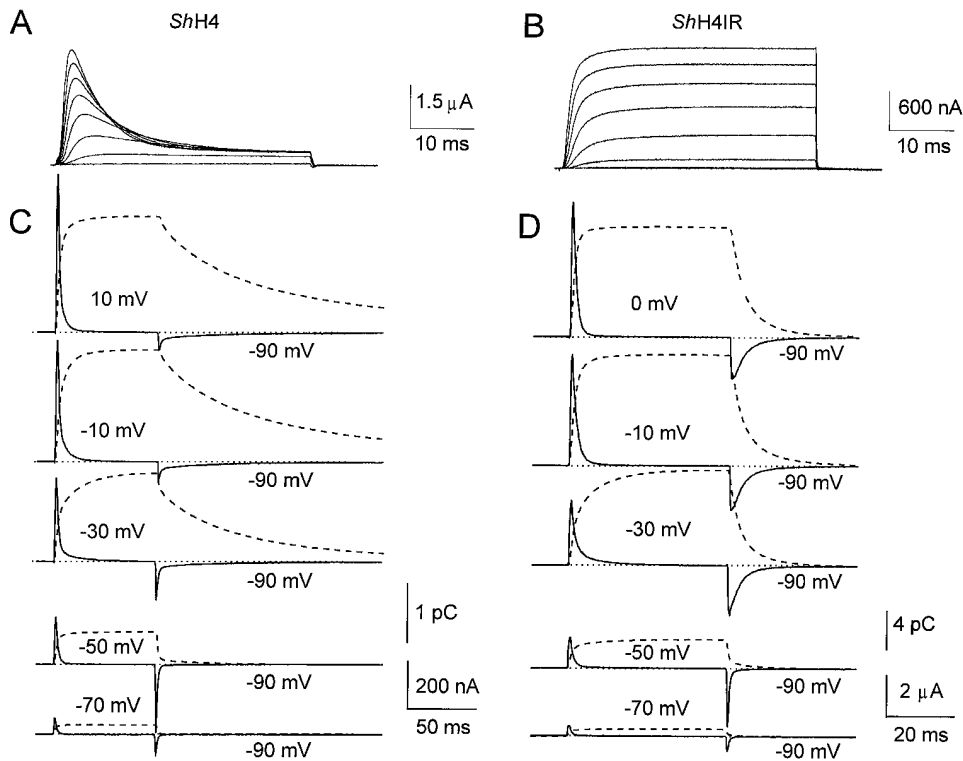 A
ShH4
1.5 μA
10 ms
B
ShH4IR
600 nA
10 ms
C
10 mV
-90 mV
-10 mV
-90 mV
-30 mV
-90 mV
1 pC
-50 mV
-90 mV
200 nA
50 ms
-70 mV
-90 mV
D
0 mV
-90 mV
-10 mV
-90 mV
-30 mV
-90 mV
4 pC
-50 mV
-90 mV
2 μA
20 ms
-70 mV
-90 mV